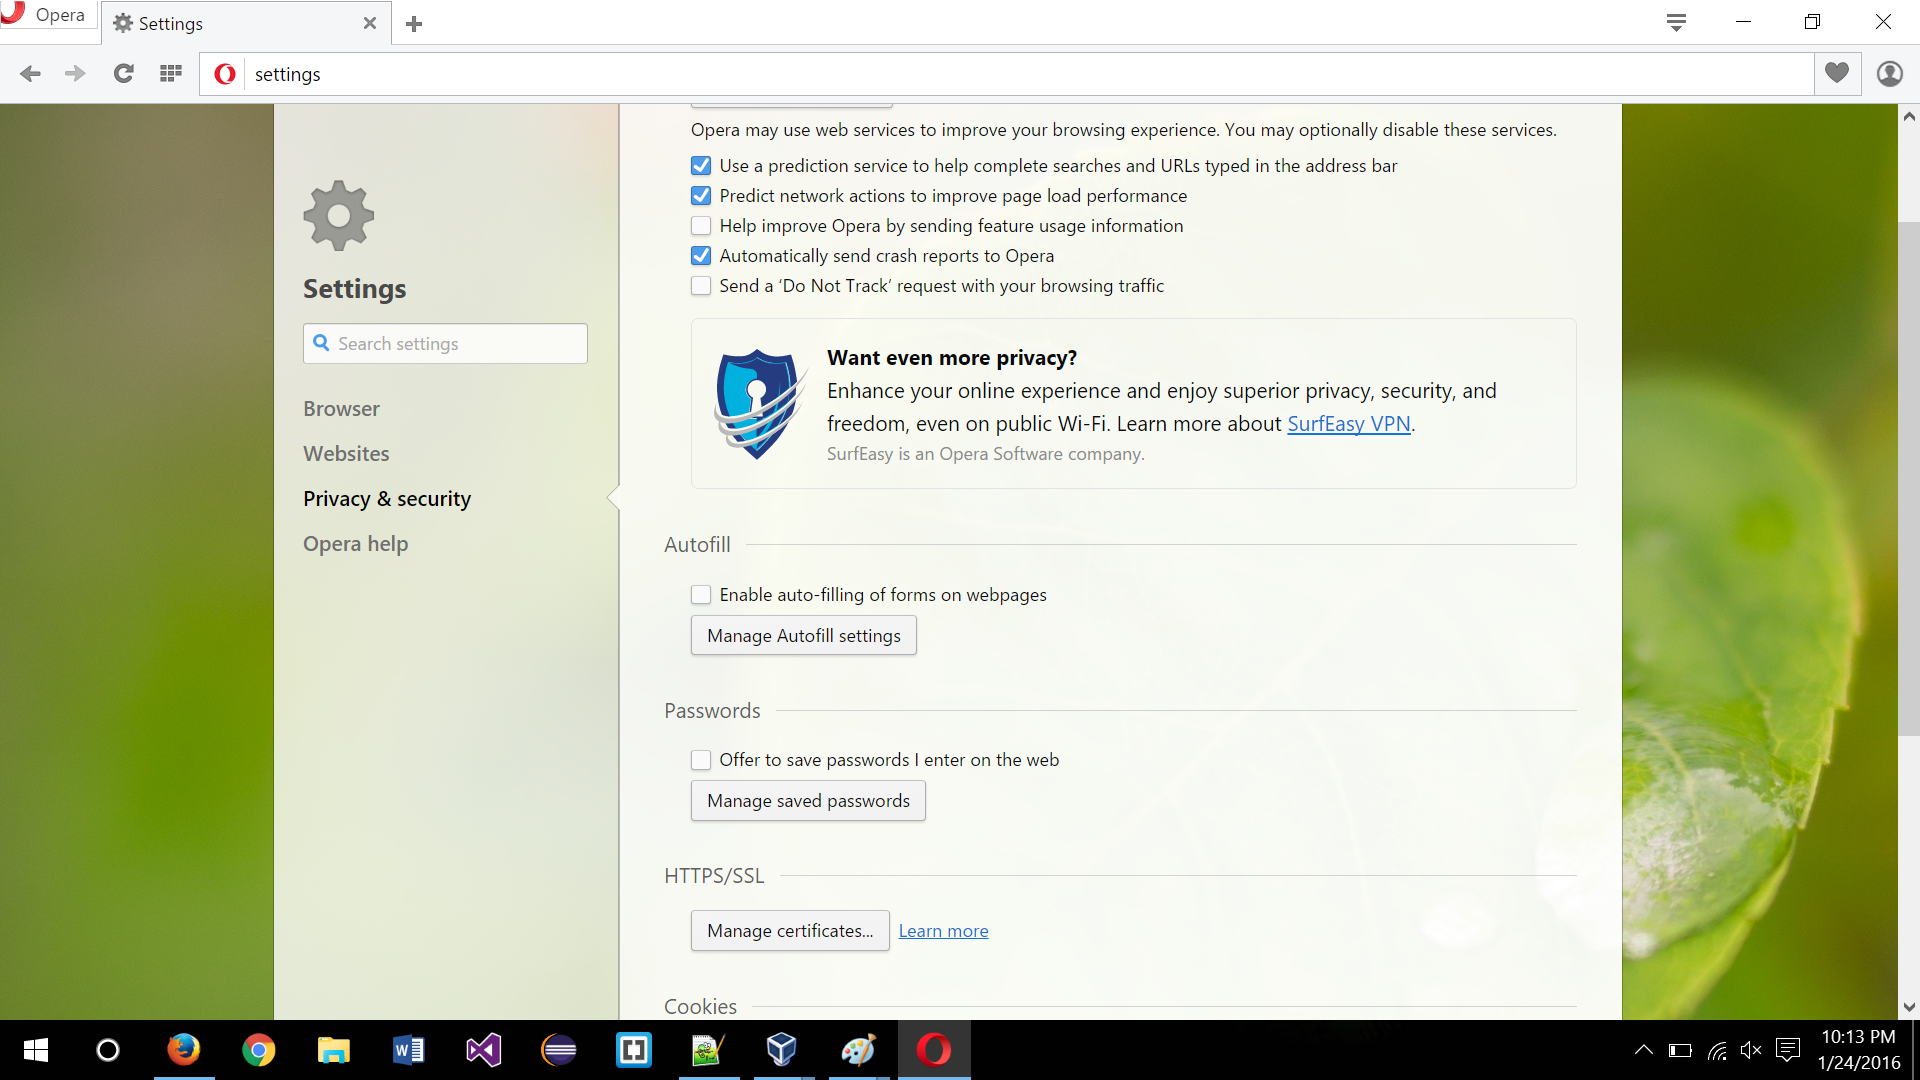 Opera
Settings
settings
Settings
Search settings
Browser
Websites
Privacy & security
Opera help
Opera may use web services to improve your browsing experience. You may optionally disable these services.
Use a prediction service to help complete searches and URLs typed in the address bar
Predict network actions to improve page load performance
Help improve Opera by sending feature usage information
Automatically send crash reports to Opera
Send a ‘Do Not Track’ request with your browsing traffic
Want even more privacy?
Enhance your online experience and enjoy superior privacy, security, and
freedom, even on public Wi-Fi. Learn more about SurfEasy VPN.
SurfEasy is an Opera Software company.
Autofill
Enable auto-filling of forms on webpages
Manage Autofill settings
Passwords
Offer to save passwords I enter on the web
Manage saved passwords
HTTPS/SSL
Manage certificates... Learn more
Cookies
10:13 PM
1/24/2016